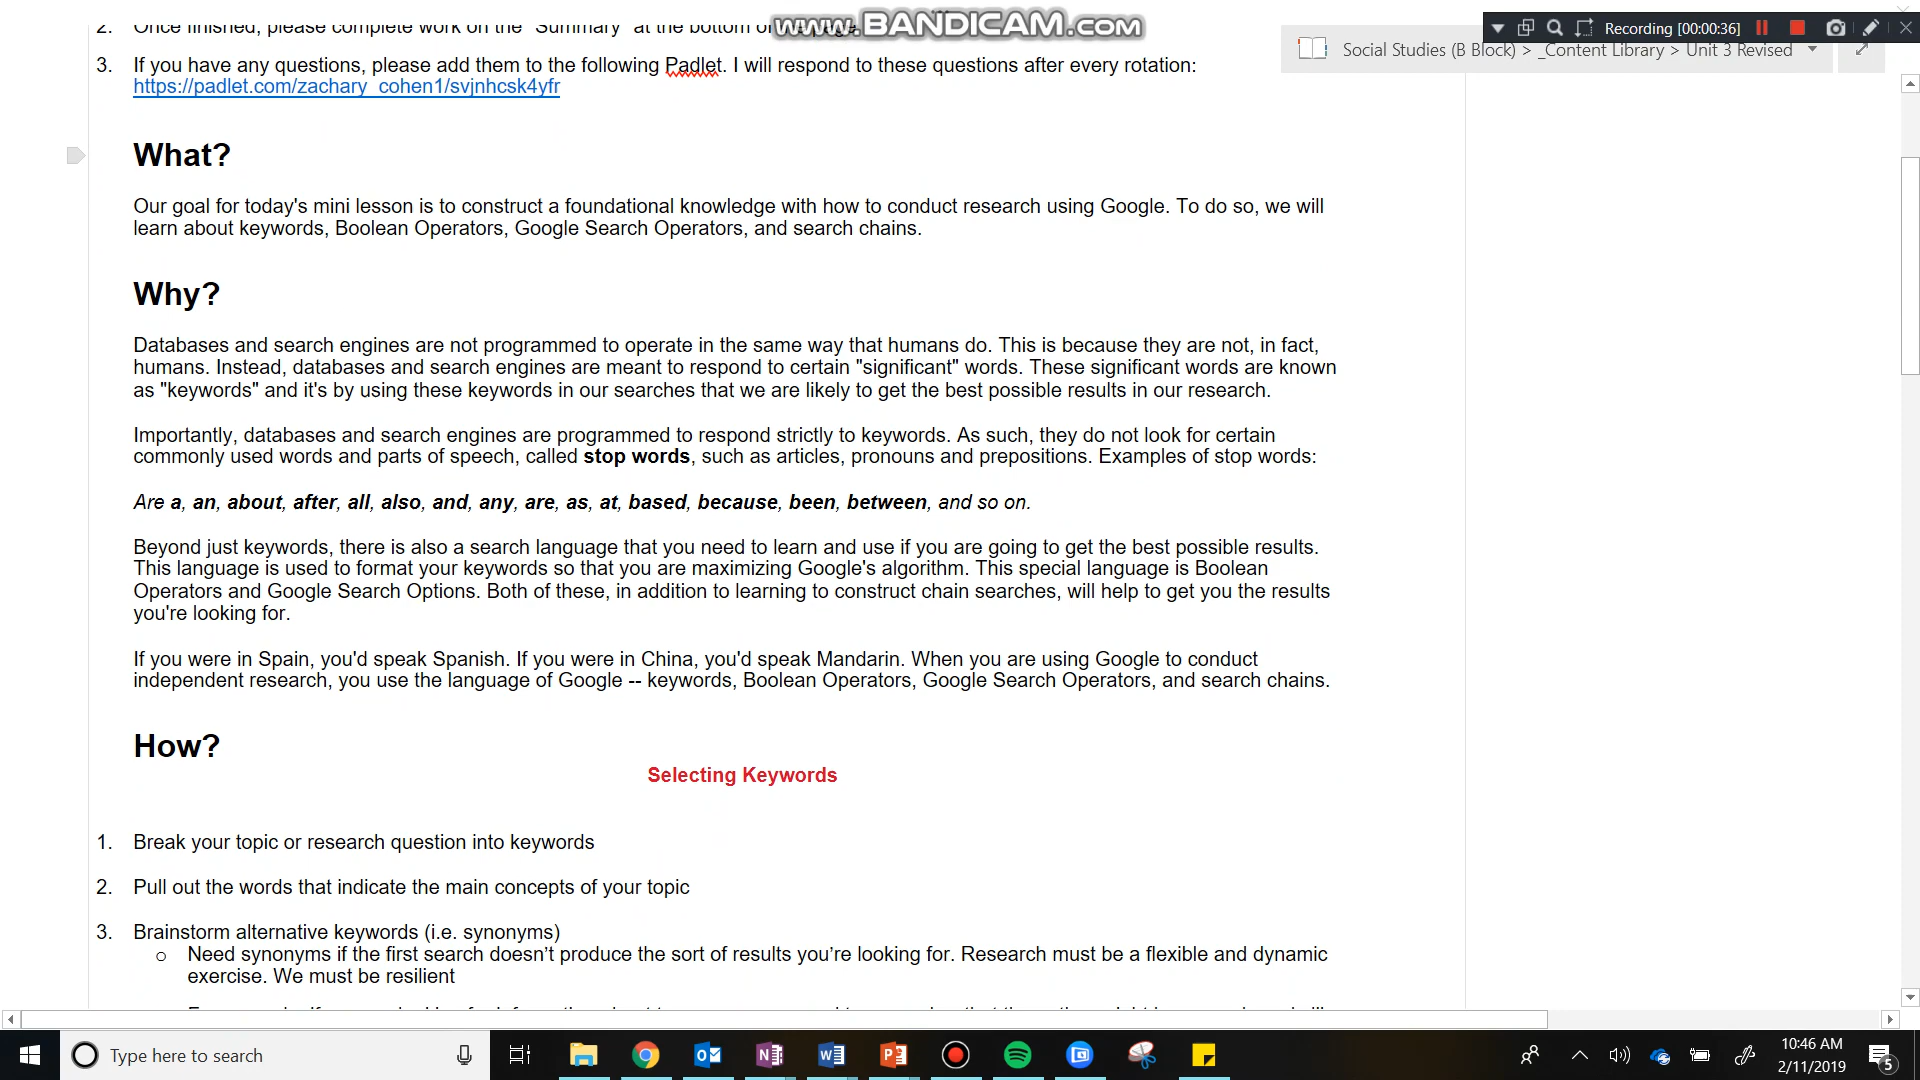 www.BANDICAM.com
Recording [00:00:36]
Social Studies (B Block) > _Content Library > Unit 3 Revised
2. Once finished, please complete work on the "Summary" at the bottom of the page
3. If you have any questions, please add them to the following Padlet. I will respond to these questions after every rotation:
https://padlet.com/zachary_cohen1/svjnhcsk4yfr
What?
Our goal for today's mini lesson is to construct a foundational knowledge with how to conduct research using Google. To do so, we will
learn about keywords, Boolean Operators, Google Search Operators, and search chains.
Why?
Databases and search engines are not programmed to operate in the same way that humans do. This is because they are not, in fact,
humans. Instead, databases and search engines are meant to respond to certain "significant" words. These significant words are known
as "keywords" and it's by using these keywords in our searches that we are likely to get the best possible results in our research.
Importantly, databases and search engines are programmed to respond strictly to keywords. As such, they do not look for certain
commonly used words and parts of speech, called stop words, such as articles, pronouns and prepositions. Examples of stop words:
Are a, an, about, after, all, also, and, any, are, as, at, based, because, been, between, and so on.
Beyond just keywords, there is also a search language that you need to learn and use if you are going to get the best possible results.
This language is used to format your keywords so that you are maximizing Google's algorithm. This special language is Boolean
Operators and Google Search Options. Both of these, in addition to learning to construct chain searches, will help to get you the results
you're looking for.
If you were in Spain, you'd speak Spanish. If you were in China, you'd speak Mandarin. When you are using Google to conduct
independent research, you use the language of Google -- keywords, Boolean Operators, Google Search Operators, and search chains.
How?
Selecting Keywords
1. Break your topic or research question into keywords
2. Pull out the words that indicate the main concepts of your topic
3. Brainstorm alternative keywords (i.e. synonyms)
o Need synonyms if the first search doesn’t produce the sort of results you’re looking for. Research must be a flexible and dynamic
exercise. We must be resilient
Type here to search
10:46 AM
2/11/2019
5